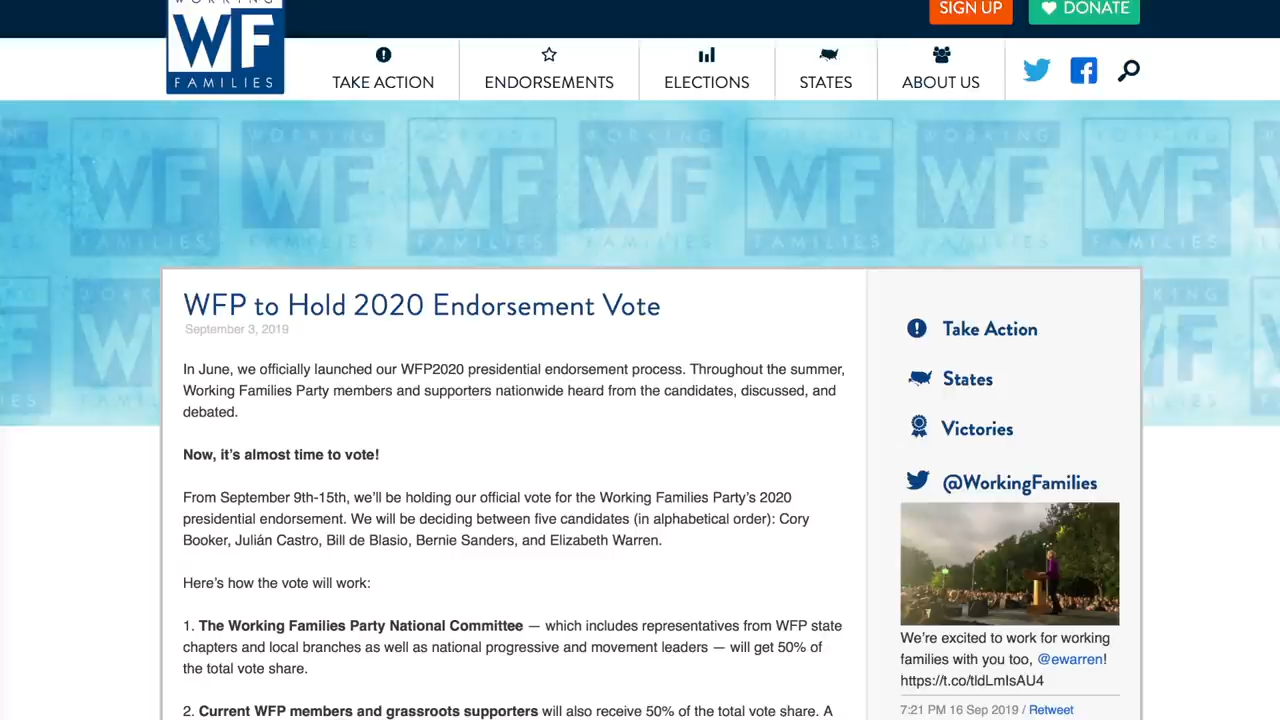 WORKING
WF
FAMILIES
SIGN UP
DONATE
TAKE ACTION
ENDORSEMENTS
ELECTIONS
STATES
ABOUT US
WFP to Hold 2020 Endorsement Vote
September 3, 2019
In June, we officially launched our WFP2020 presidential endorsement process. Throughout the summer,
Working Families Party members and supporters nationwide heard from the candidates, discussed, and
debated.
Now, it’s almost time to vote!
From September 9th-15th, we’ll be holding our official vote for the Working Families Party’s 2020
presidential endorsement. We will be deciding between five candidates (in alphabetical order): Cory
Booker, Julián Castro, Bill de Blasio, Bernie Sanders, and Elizabeth Warren.
Here’s how the vote will work:
1. The Working Families Party National Committee — which includes representatives from WFP state
chapters and local branches as well as national progressive and movement leaders — will get 50% of
the total vote share.
2. Current WFP members and grassroots supporters will also receive 50% of the total vote share. A
Take Action
States
Victories
@WorkingFamilies
We’re excited to work for working
families with you too, @ewarren!
https://t.co/tldLmIsAU4
7:21 PM 16 Sep 2019 / Retweet